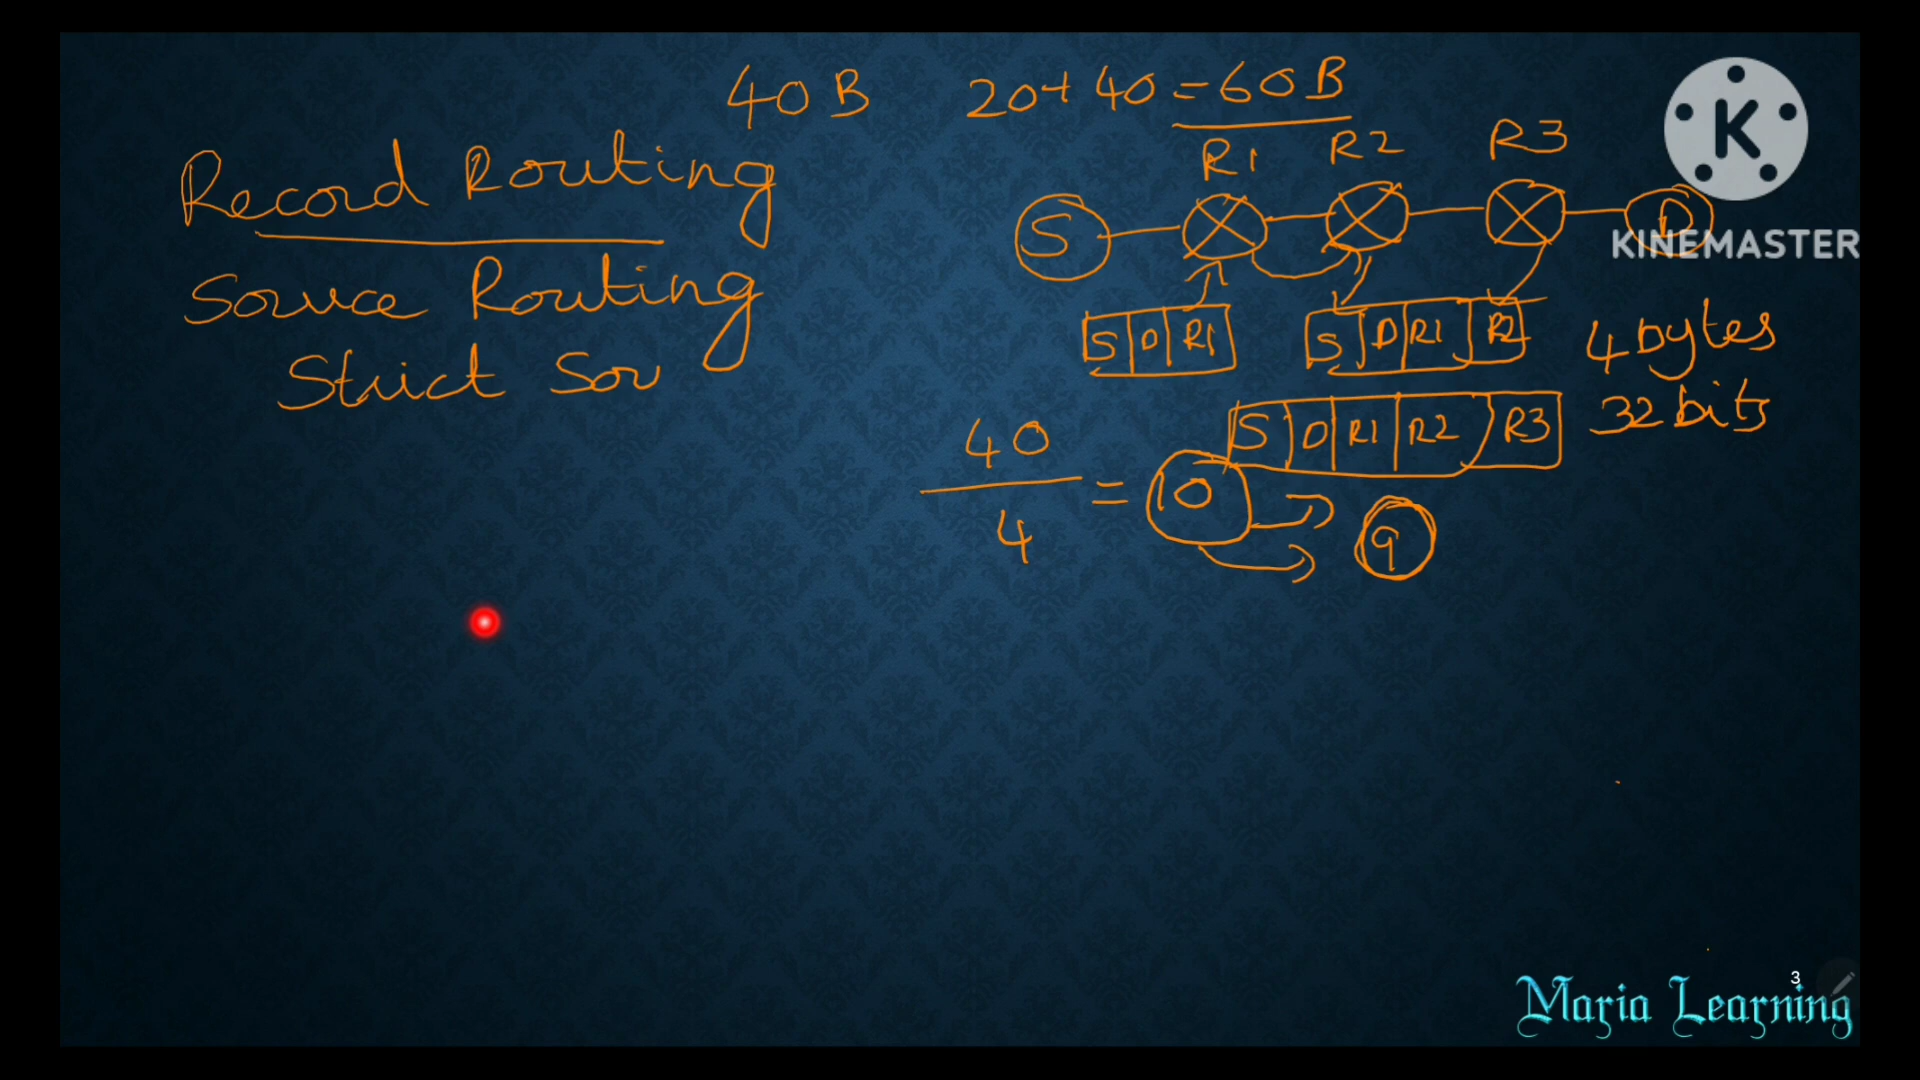 40 B 20+ 40 = 60 B
Record Routing
R1 R2 R3
K
S D
KINEMASTER
Source Routing
S D R1 S D R1 R2 4 bytes
Strict Sou
32 bits
S D R1 R2 R3
40
4
= 10 9
3
Maria Learning